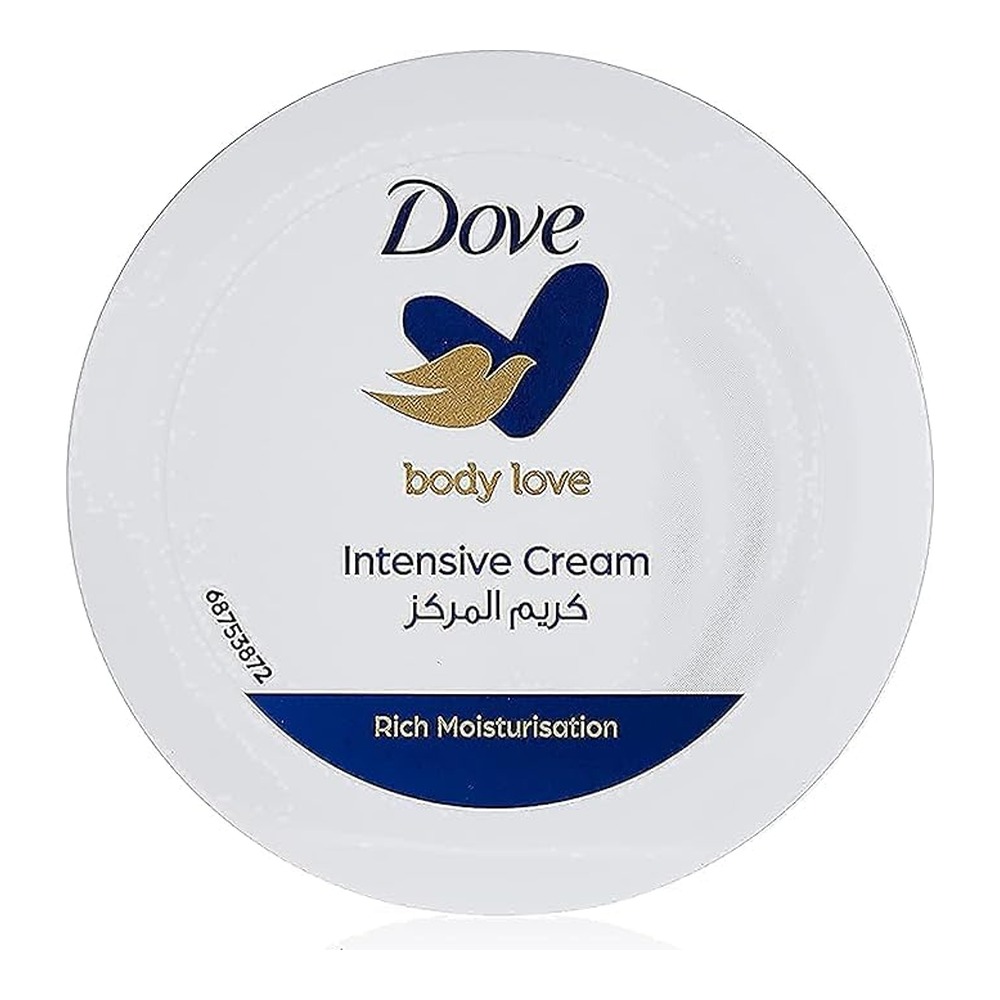 Dove
body love
Intensive Cream
كريم المركز
68753872
Rich Moisturisation